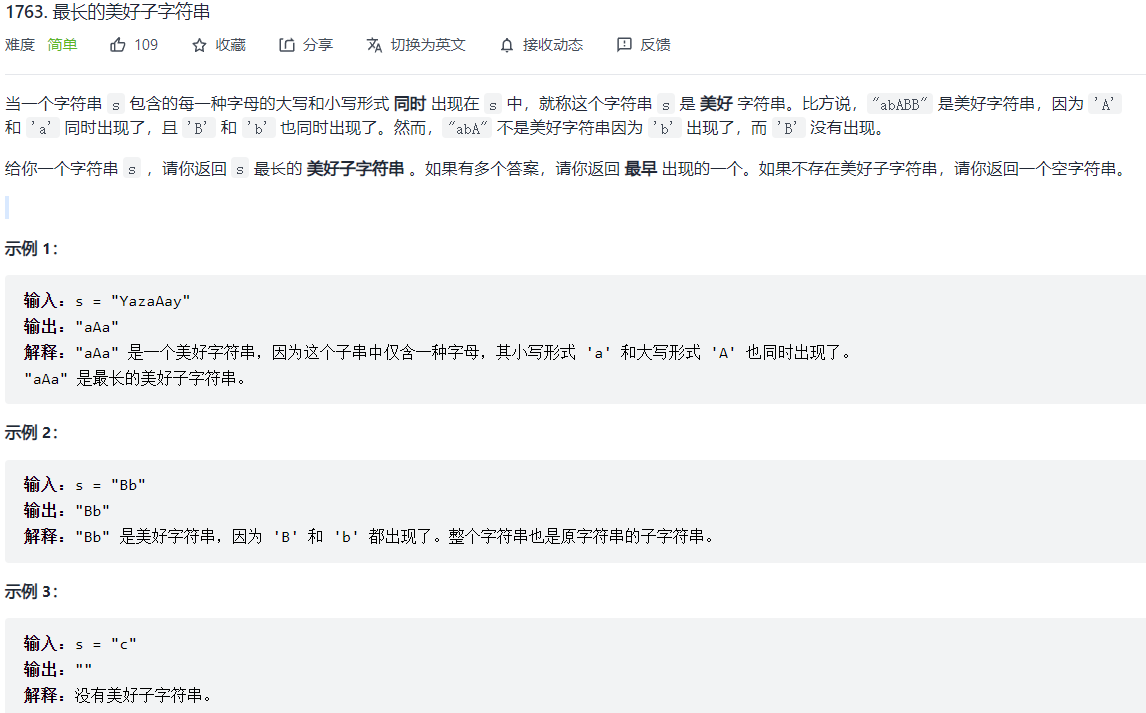 1763. 最长的美好子字符串
难度 简单 109 收藏 分享 切换为英文 接收动态 反馈
当一个字符串 s 包含的每一种字母的大写和小写形式 同时 出现在 s 中，就称这个字符串 s 是 美好 字符串。比方说，"abABB" 是美好字符串，因为 'A'
和 'a' 同时出现了，且 'B' 和 'b' 也同时出现了。然而，"abA" 不是美好字符串因为 'b' 出现了，而 'B' 没有出现。
给你一个字符串 s ，请你返回 s 最长的 美好子字符串 。如果有多个答案，请你返回 最早 出现的一个。如果不存在美好子字符串，请你返回一个空字符串。
示例 1：
输入：s = "YazaAay"
输出："aAa"
解释："aAa" 是一个美好字符串，因为这个子串中仅含一种字母，其小写形式 'a' 和大写形式 'A' 也同时出现了。
"aAa" 是最长的美好子字符串。
示例 2：
输入：s = "Bb"
输出："Bb"
解释："Bb" 是美好字符串，因为 'B' 和 'b' 都出现了。整个字符串也是原字符串的子字符串。
示例 3：
输入：s = "c"
输出：""
解释：没有美好子字符串。